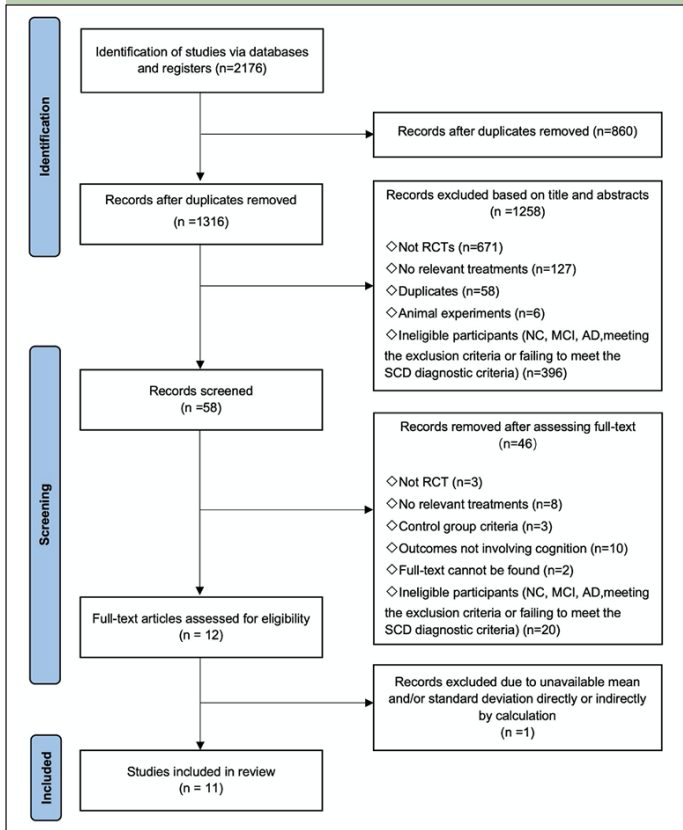 Identification
Identification of studies via databases
and registers (n=2176)
Records after duplicates removed (n=860)
Records after duplicates removed
(n =1316)
Records excluded based on title and abstracts
(n =1258)
◇Not RCTs (n=671)
◇No relevant treatments (n=127)
◇Duplicates (n=58)
◇Animal experiments (n=6)
◇Ineligible participants (NC, MCI, AD,meeting
the exclusion criteria or failing to meet the
SCD diagnostic criteria) (n=396)
Screening
Records screened
(n =58)
Records removed after assessing full-text
(n=46)
◇Not RCT (n=3)
◇No relevant treatments (n=8)
◇Control group criteria (n=3)
◇Outcomes not involving cognition (n=10)
◇Full-text cannot be found (n=2)
◇Ineligible participants (NC, MCI, AD,meeting
the exclusion criteria or failing to meet the
SCD diagnostic criteria) (n=20)
Full-text articles assessed for eligibility
(n = 12)
Records excluded due to unavailable mean
and/or standard deviation directly or indirectly
by calculation
(n =1)
Included
Studies included in review
(n = 11)